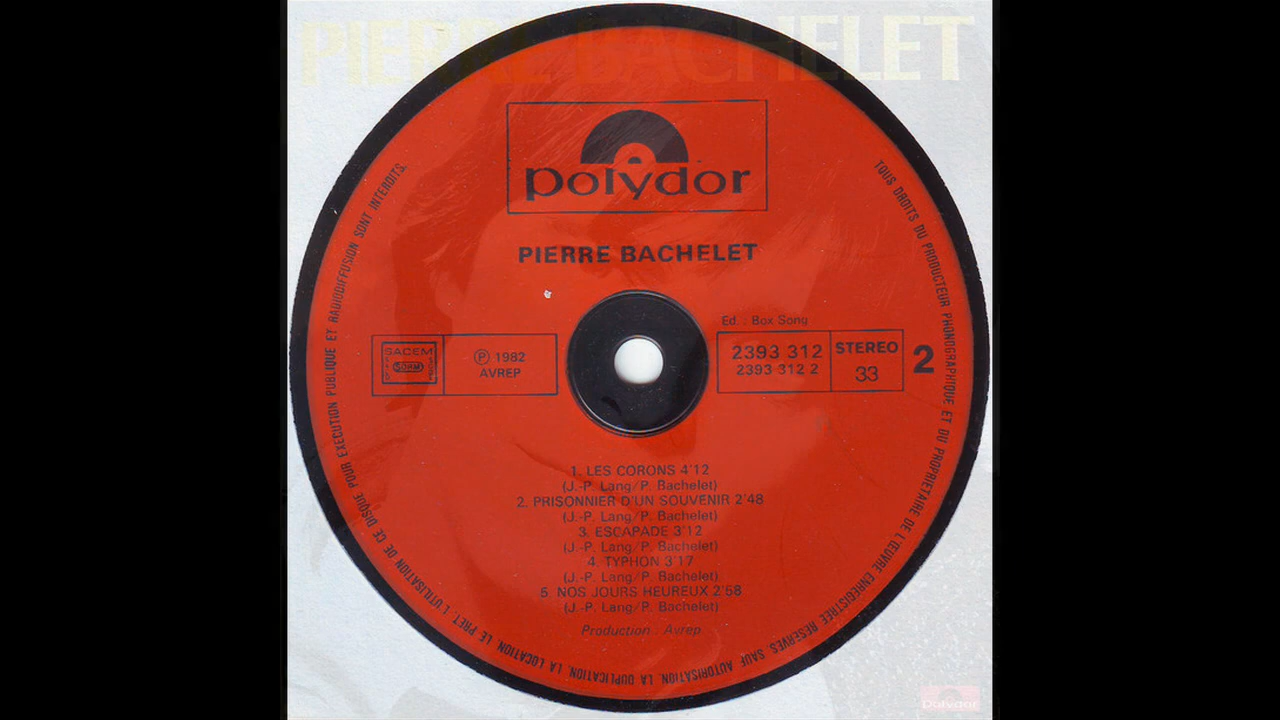 PIERRE BACHELET
polydor
PIERRE BACHELET
Ed. : Box Song
SACEM
SDRM
Ⓟ 1982
AVREP
2393 312
2393 312 2
STEREO
33
2
1. LES CORONS 4'12
(J.-P. Lang/P. Bachelet)
2. PRISONNIER D'UN SOUVENIR 2'48
(J.-P. Lang/P. Bachelet)
3. ESCAPADE 3'12
(J.-P. Lang/P. Bachelet)
4. TYPHON 3'17
(J.-P. Lang/P. Bachelet)
5. NOS JOURS HEUREUX 2'58
(J.-P. Lang/P. Bachelet)
Production : Avrep
TOUS DROITS DU PRODUCTEUR PHONOGRAPHIQUE ET DU PROPRIETAIRE DE L'ŒUVRE ENREGISTREE RESERVES. SAUF AUTORISATION, LA DUPLICATION, LA LOCATION, LE PRET, L'UTILISATION DE CE DISQUE POUR EXECUTION PUBLIQUE ET RADIODIFFUSION SONT INTERDITS.
Polydor